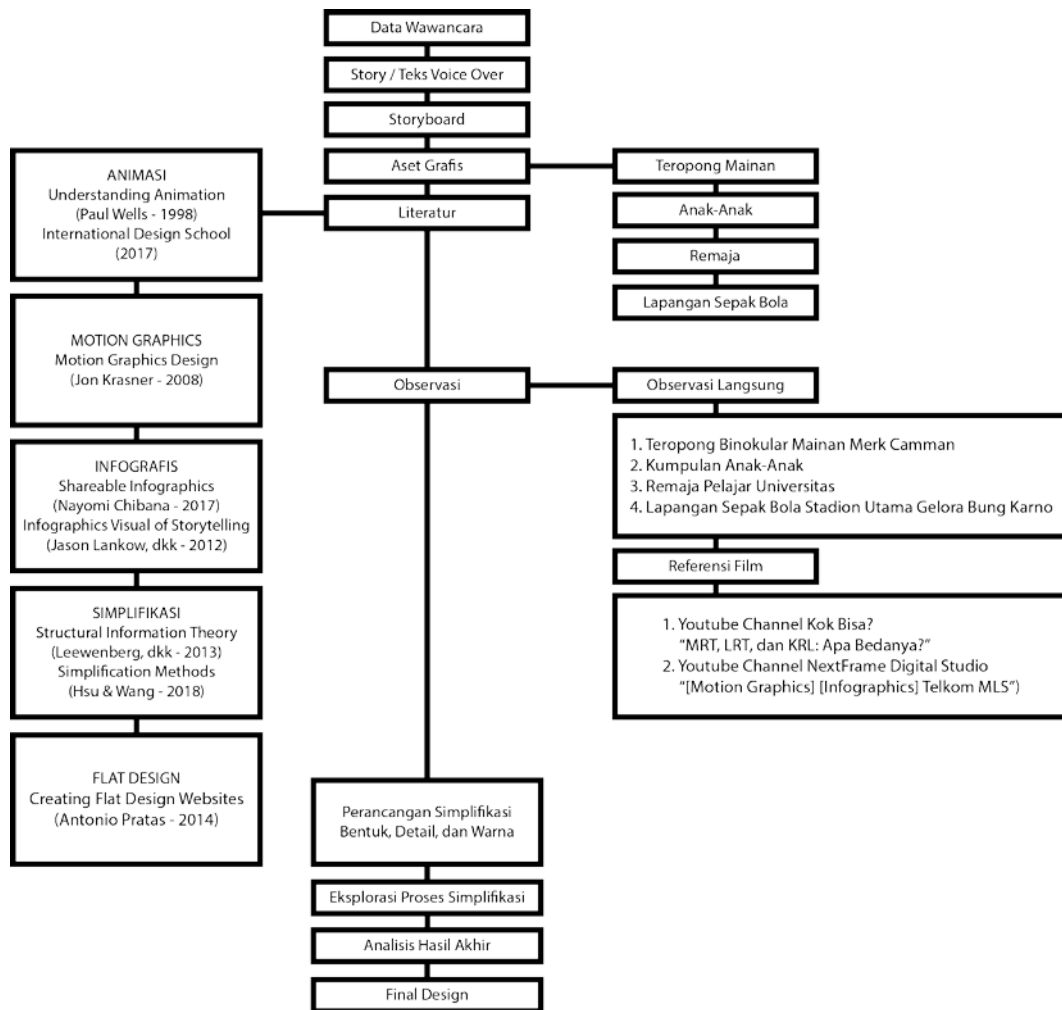 Data Wawancara
Story / Teks Voice Over
Storyboard
Aset Grafis
Literatur
Teropong Mainan
Anak-Anak
Remaja
Lapangan Sepak Bola
ANIMASI
Understanding Animation
(Paul Wells - 1998)
International Design School
(2017)
MOTION GRAPHICS
Motion Graphics Design
(Jon Krasner - 2008)
INFOGRAFIS
Shareable Infographics
(Nayomi Chibana - 2017)
Infographics Visual of Storytelling
(Jason Lankow, dkk - 2012)
SIMPLIFIKASI
Structural Information Theory
(Leewenberg, dkk - 2013)
Simplification Methods
(Hsu & Wang - 2018)
FLAT DESIGN
Creating Flat Design Websites
(Antonio Pratas - 2014)
Observasi
Observasi Langsung
1. Teropong Binokular Mainan Merk Camman
2. Kumpulan Anak-Anak
3. Remaja Pelajar Universitas
4. Lapangan Sepak Bola Stadion Utama Gelora Bung Karno
Referensi Film
1. Youtube Channel Kok Bisa?
“MRT, LRT, dan KRL: Apa Bedanya?”
2. Youtube Channel NextFrame Digital Studio
“[Motion Graphics] [Infographics] Telkom MLS”)
Perancangan Simplifikasi
Bentuk, Detail, dan Warna
Eksplorasi Proses Simplifikasi
Analisis Hasil Akhir
Final Design